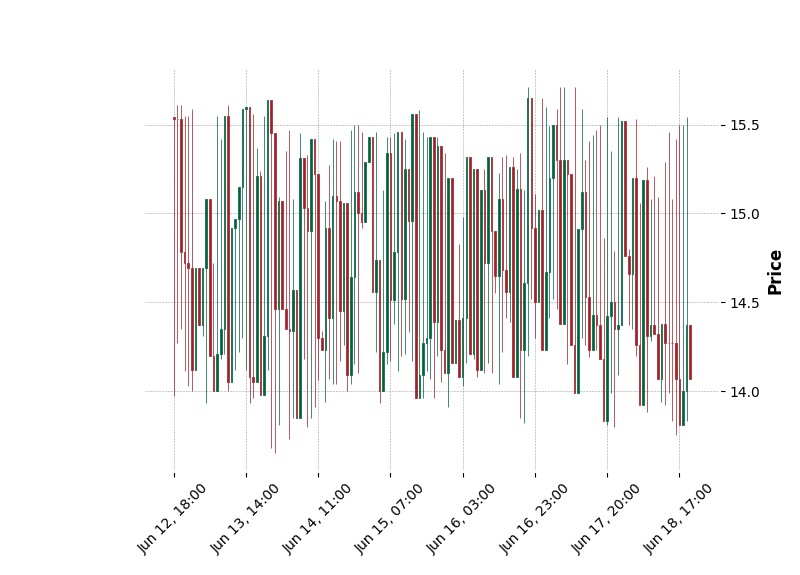 15.5
15.0
14.5
14.0
Price
Jun 12, 18:00
Jun 13, 14:00
Jun 14, 11:00
Jun 15, 07:00
Jun 16, 03:00
Jun 16, 23:00
Jun 17, 20:00
Jun 18, 17:00